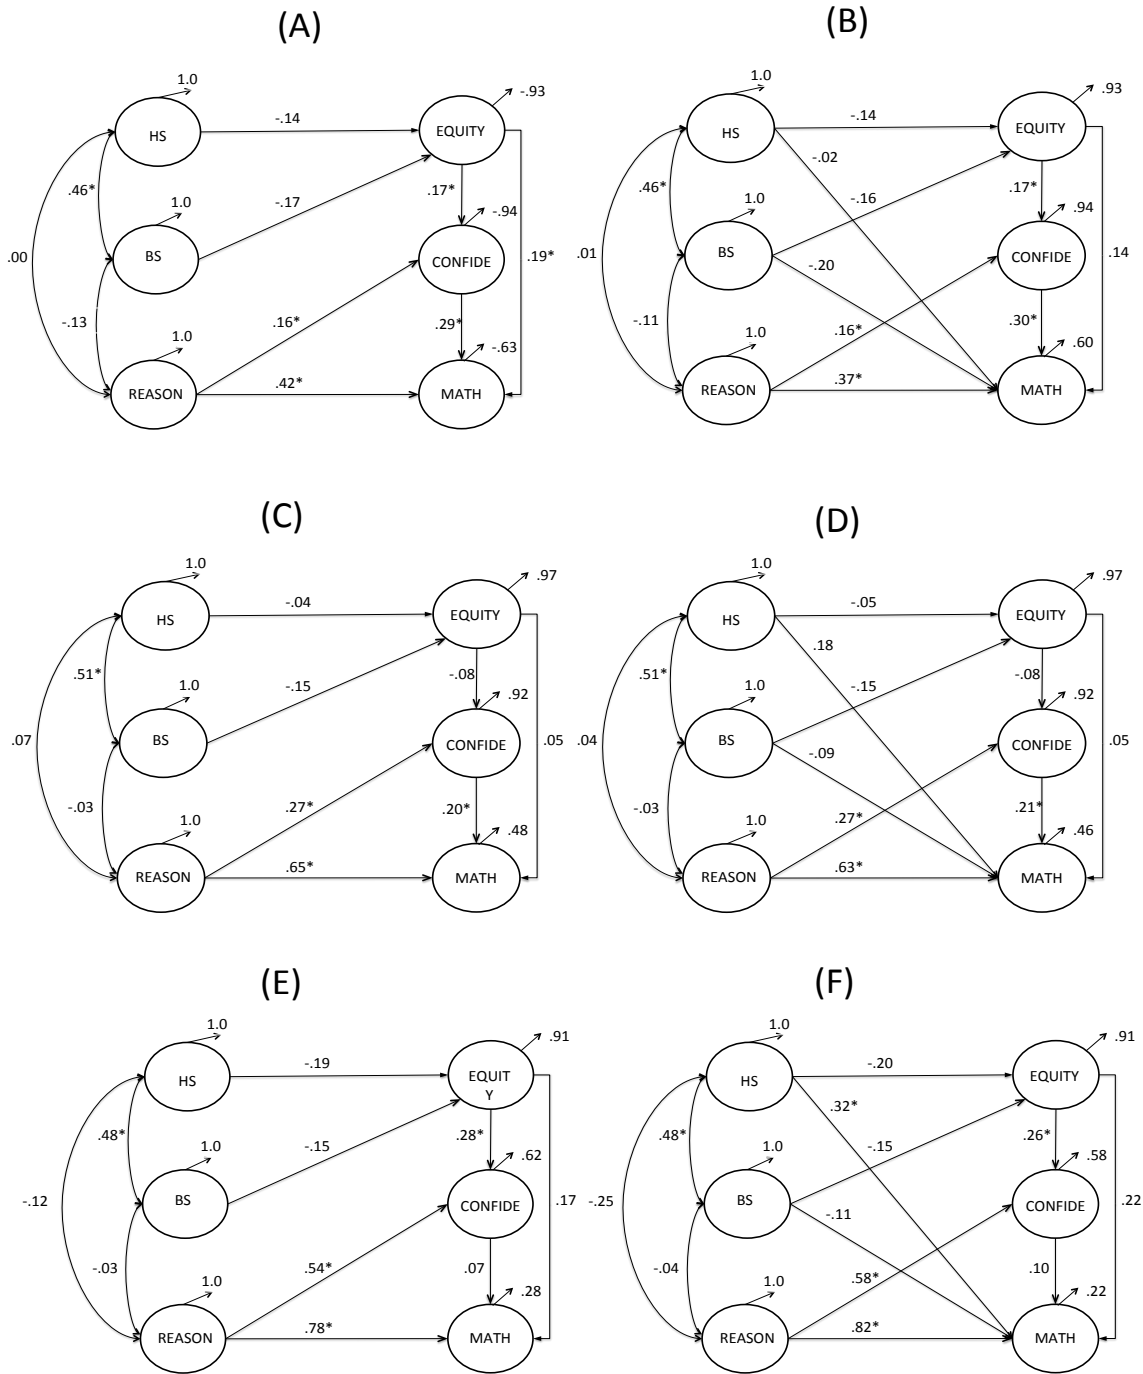 (A)
1.0
-.93
HS
-.14
EQUITY
.46*
.17*
1.0
-.17
-.94
.00
BS
CONFIDE
.19*
-.13
1.0
.16*
.29*
-.63
REASON
.42*
MATH
(B)
1.0
.93
HS
-.14
EQUITY
-.02
.46*
.17*
1.0
-.16
.94
.01
BS
-.20
CONFIDE
.14
-.11
1.0
.16*
.30*
.60
REASON
.37*
MATH
(C)
1.0
.97
HS
-.04
EQUITY
.51*
-.08
1.0
-.15
.92
.07
BS
CONFIDE
.05
-.03
1.0
.27*
.20*
.48
REASON
.65*
MATH
(D)
1.0
.97
HS
-.05
EQUITY
.18
.51*
-.08
1.0
-.15
.92
.04
BS
-.09
CONFIDE
.05
-.03
1.0
.27*
.21*
.46
REASON
.63*
MATH
(E)
1.0
.91
HS
-.19
EQUIT
Y
.48*
.28*
1.0
-.15
.62
-.12
BS
CONFIDE
.17
-.03
1.0
.54*
.07
.28
REASON
.78*
MATH
(F)
1.0
.91
HS
-.20
EQUITY
.32*
.48*
.26*
1.0
-.15
.58
-.25
BS
-.11
CONFIDE
.22
-.04
1.0
.58*
.10
.22
REASON
.82*
MATH